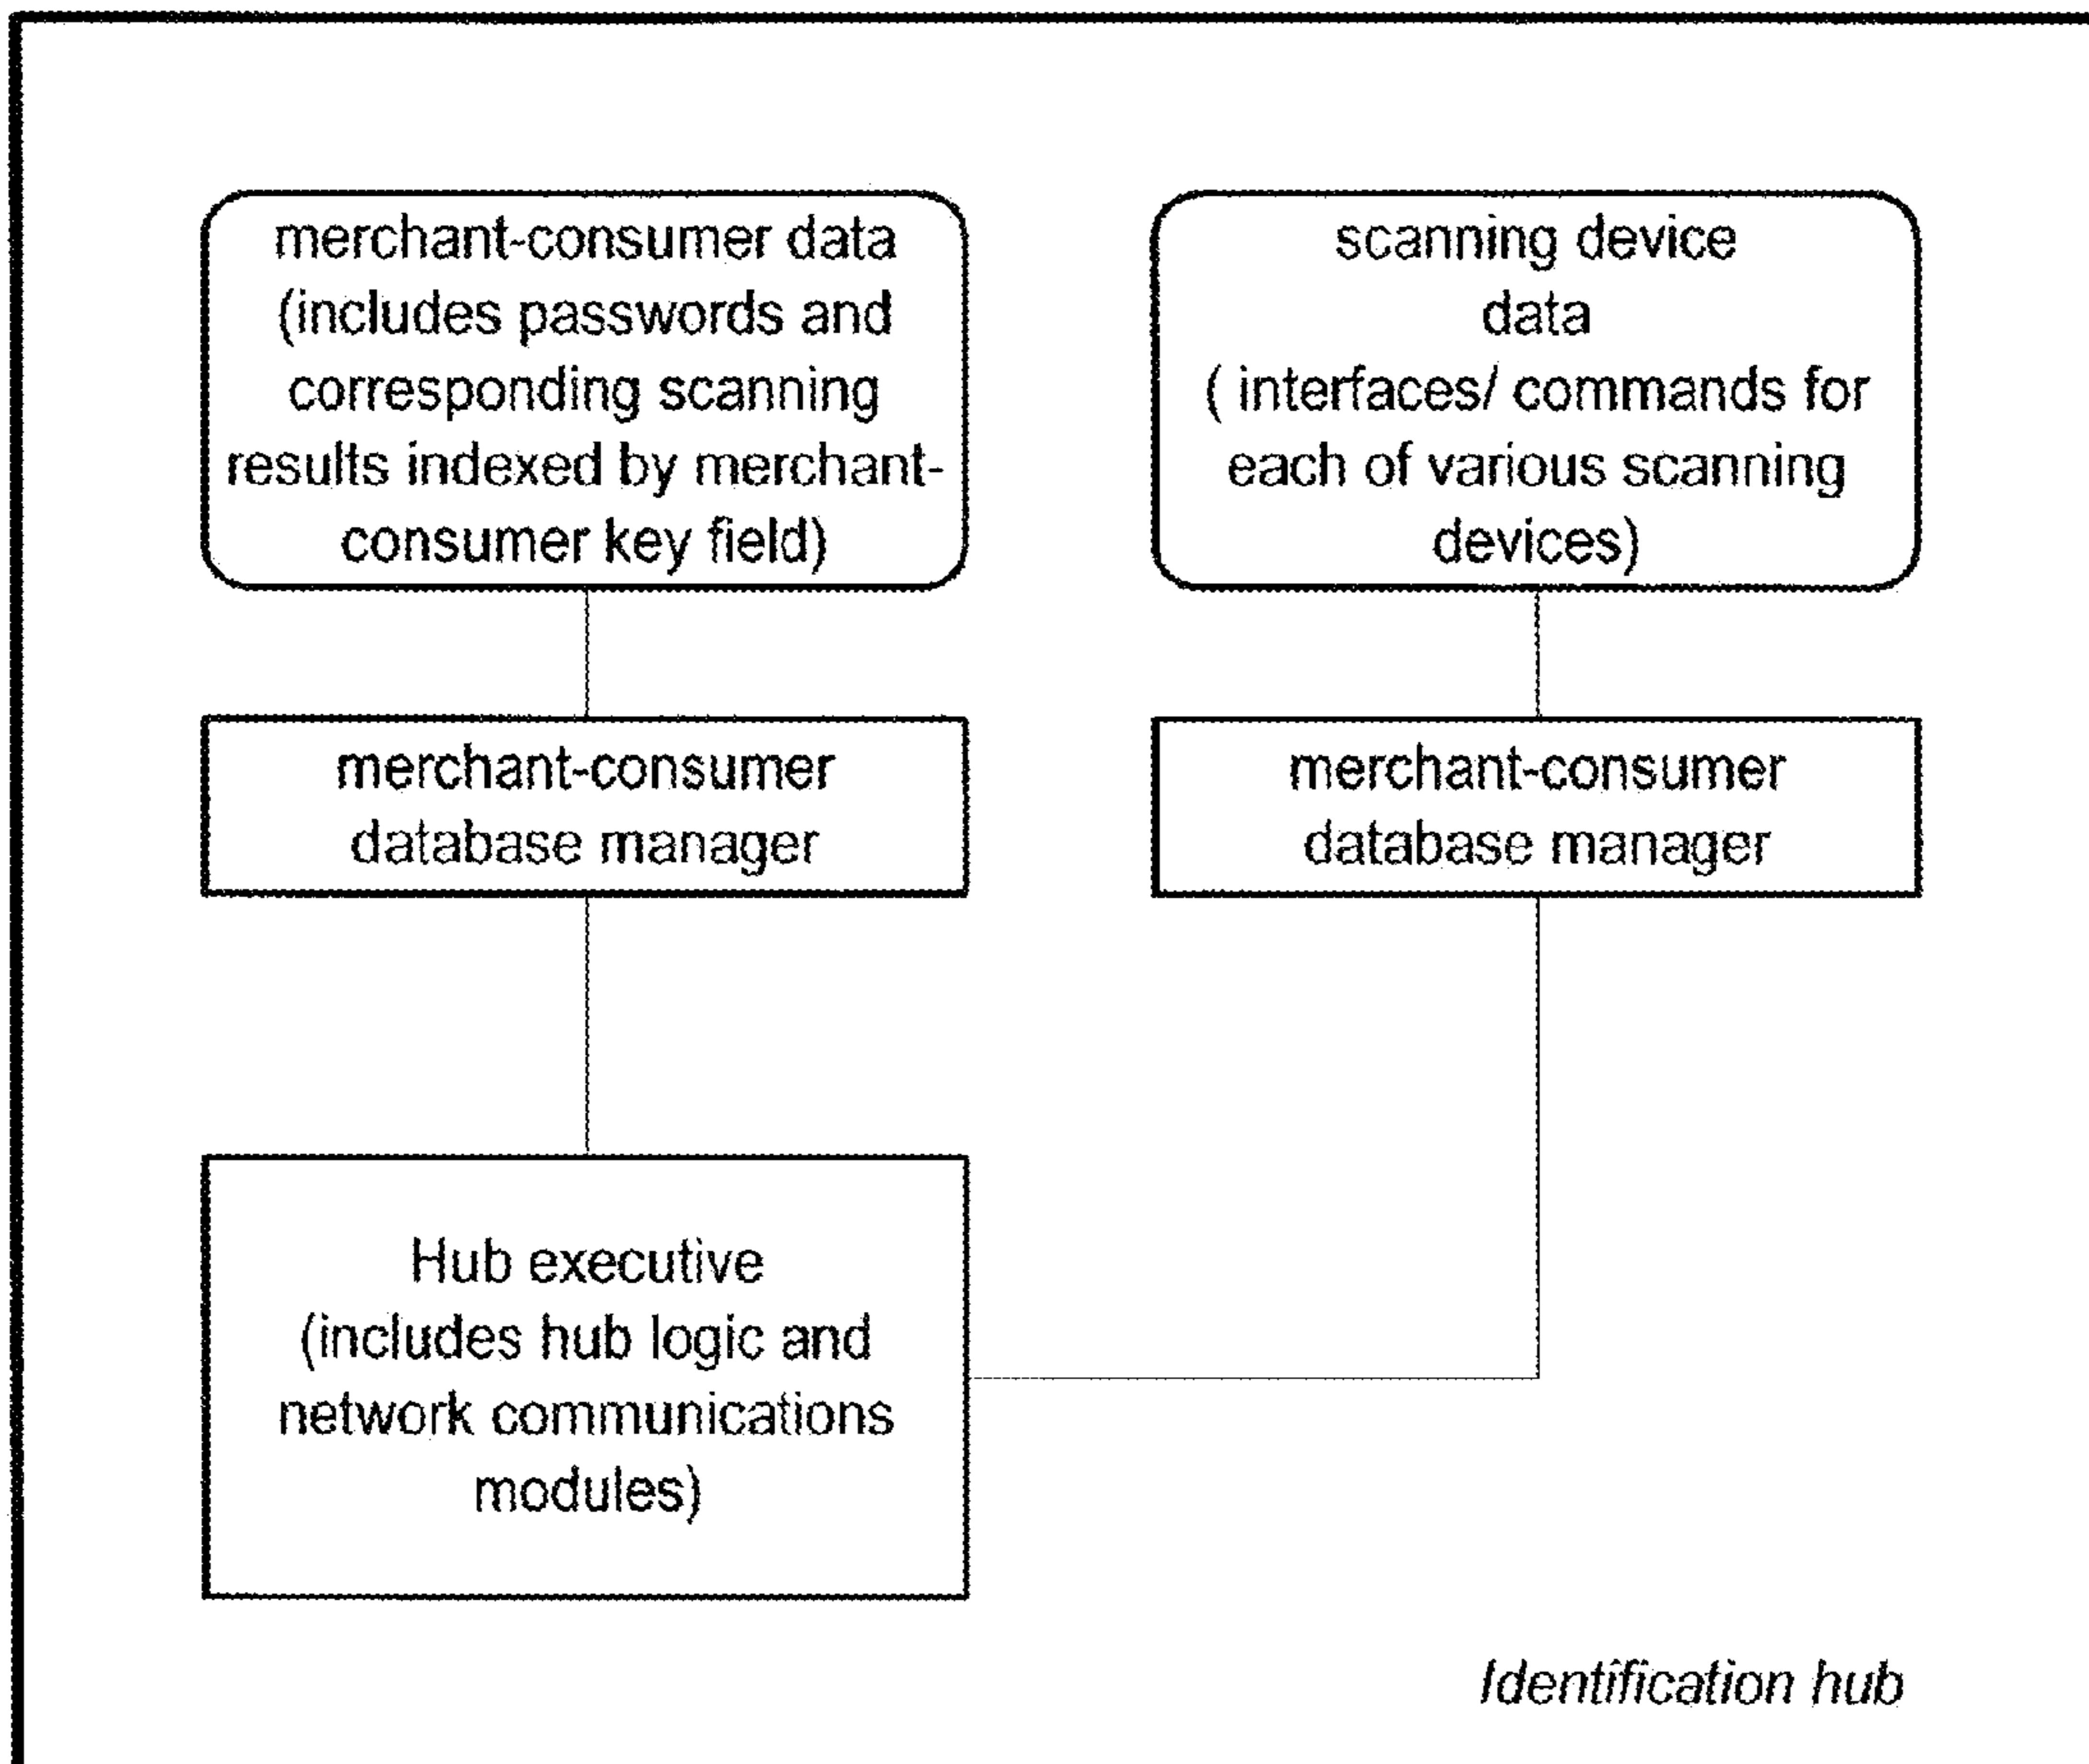 merchant-consumer data
(includes passwords and
corresponding scanning
results indexed by merchant-
consumer key field)
scanning device
data
( interfaces/ commands for
each of various scanning
devices)
merchant-consumer
database manager
merchant-consumer
database manager
Hub executive
(includes hub logic and
network communications
modules)
Identification hub